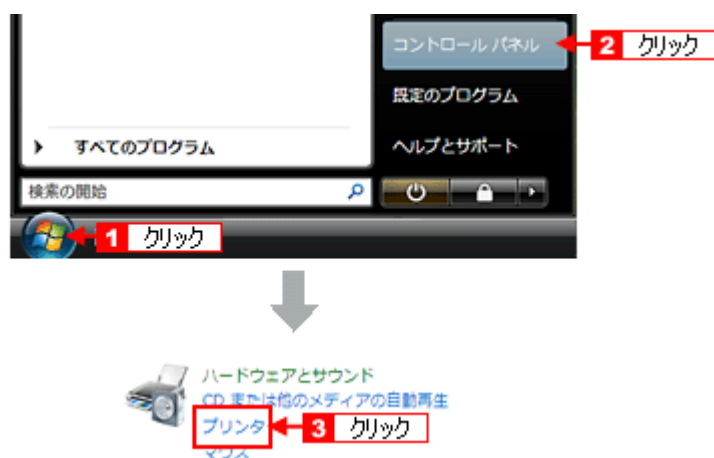 コントロール パネル
2 クリック
既定のプログラム
すべてのプログラム
ヘルプとサポート
検索の開始
1 クリック
ハードウェアとサウンド
CD または他のメディアの自動再生
プリンタ
3 クリック
マウス